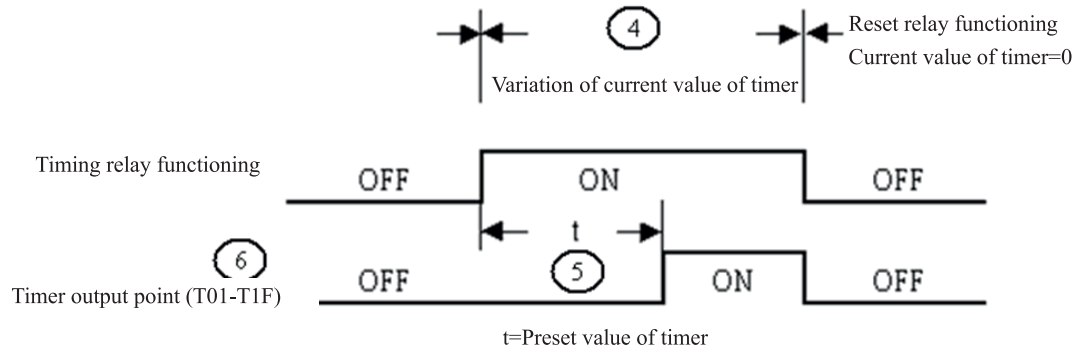 4
Reset relay functioning
Current value of timer=0
Variation of current value of timer
Timing relay functioning
OFF ON OFF
t
6
5
OFF ON OFF
Timer output point (T01-T1F)
t=Preset value of timer